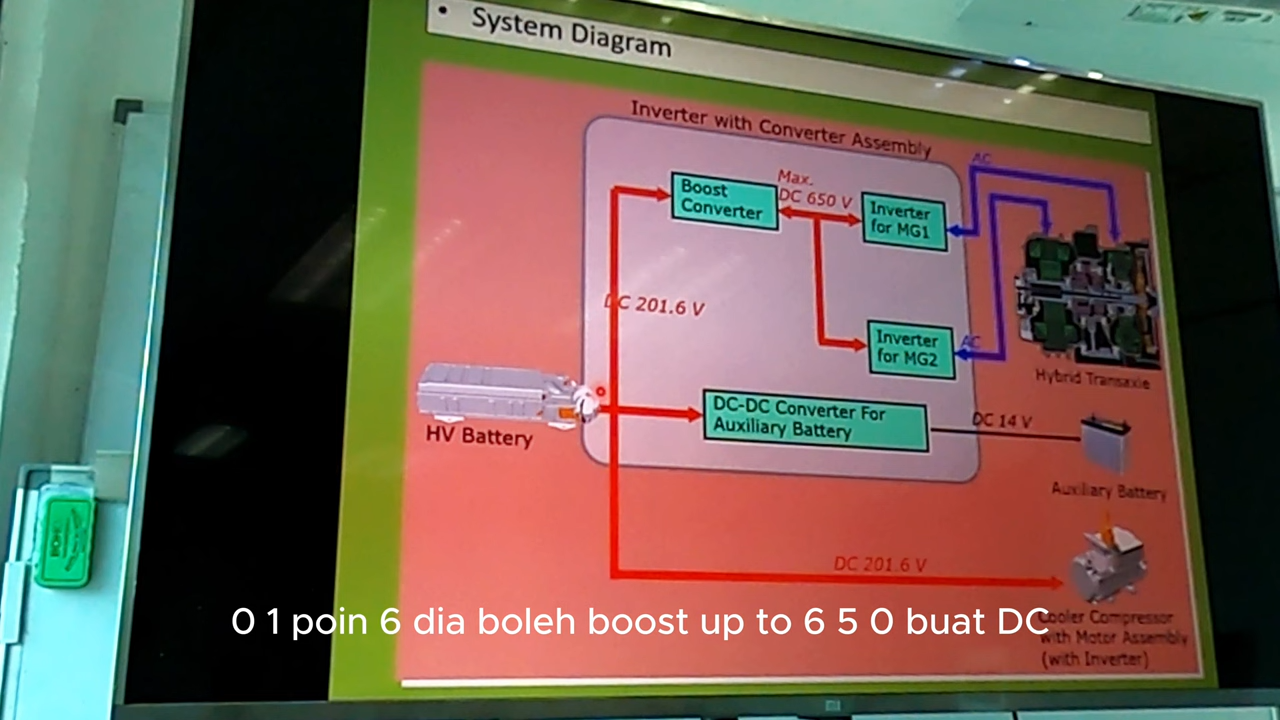 • System Diagram
Inverter with Converter Assembly
AC
Max.
DC 650 V
Boost
Converter
Inverter
for MG1
DC 201.6 V
Inverter
for MG2
AC
Hybrid Transaxle
HV Battery
DC-DC Converter For
Auxiliary Battery
DC 14 V
Auxiliary Battery
DC 201.6 V
Cooler Compressor
with Motor Assembly
(with Inverter)
0 1 poin 6 dia boleh boost up to 6 5 0 buat DC